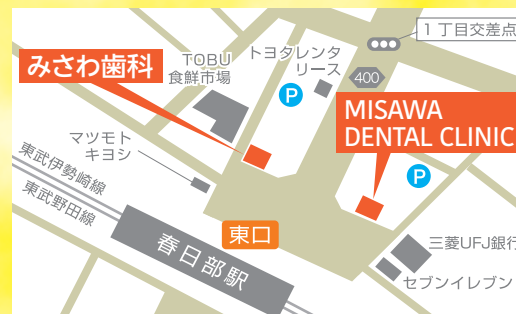 1丁目交差点
みさわ歯科
TOBU
食鮮市場
トヨタレンタ
リース
P
400
MISAWA
DENTAL CLINIC
マツモト
キヨシ
P
東武伊勢崎線
東武野田線
東口
春日部駅
三菱UFJ銀行
セブンイレブン